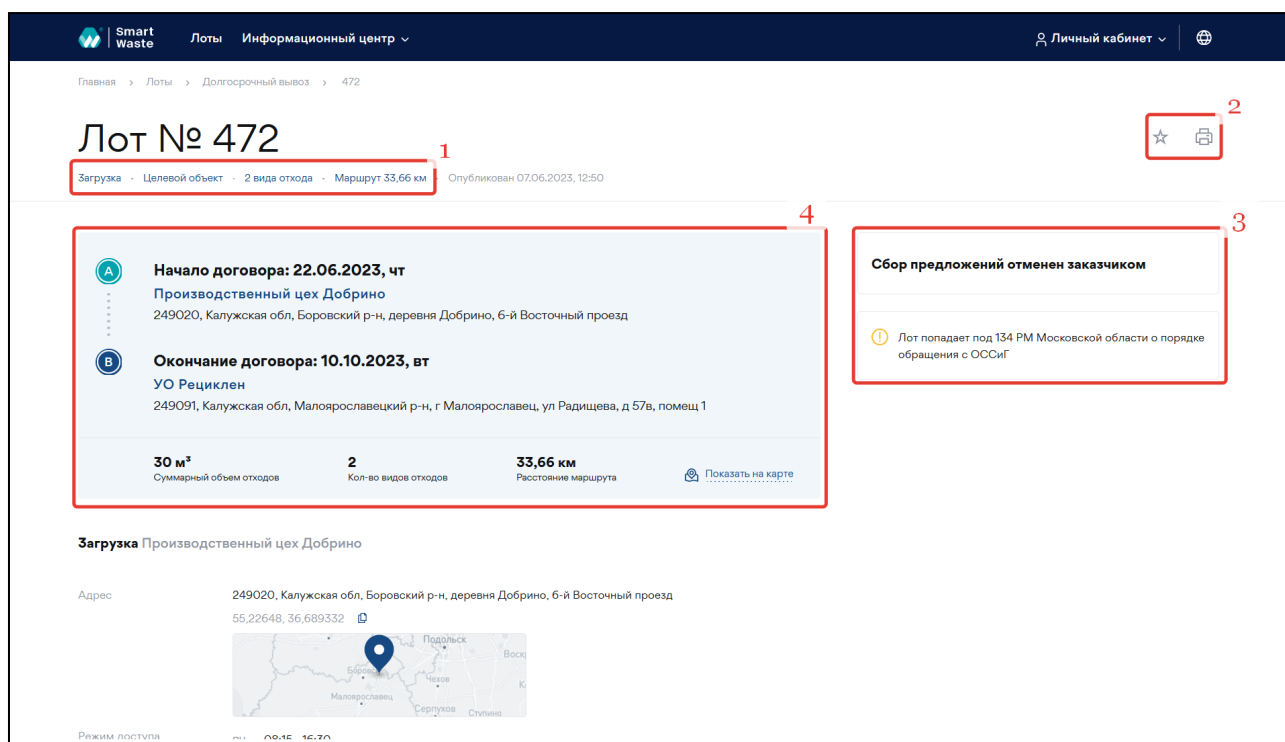 Smart
Waste
Лоты Информационный центр
Личный кабинет
Главная > Лоты > Долгосрочный вывоз > 472
2
Лот № 472
1
Загрузка · Целевой объект · 2 вида отхода · Маршрут 33,66 км · Опубликован 07.06.2023, 12:50
4
3
A
Начало договора: 22.06.2023, чт
Производственный цех Добрино
249020, Калужская обл, Боровский р-н, деревня Добрино, 6-й Восточный проезд
B
Окончание договора: 10.10.2023, вт
УО Рециклен
249091, Калужская обл, Малоярославецкий р-н, г Малоярославец, ул Радищева, д 57в, помещ 1
30 м³
Суммарный объем отходов
2
Кол-во видов отходов
33,66 км
Расстояние маршрута
Показать на карте
Сбор предложений отменен заказчиком
Лот попадает под 134 РМ Московской области о порядке
обращения с ОССиГ
Загрузка Производственный цех Добрино
Адрес
249020, Калужская обл, Боровский р-н, деревня Добрино, 6-й Восточный проезд
55,22648, 36,689332
Подольск
Чехов
Малоярославец
Серпухов
Ступино
Режим доступа
пн 08:15 - 16:30